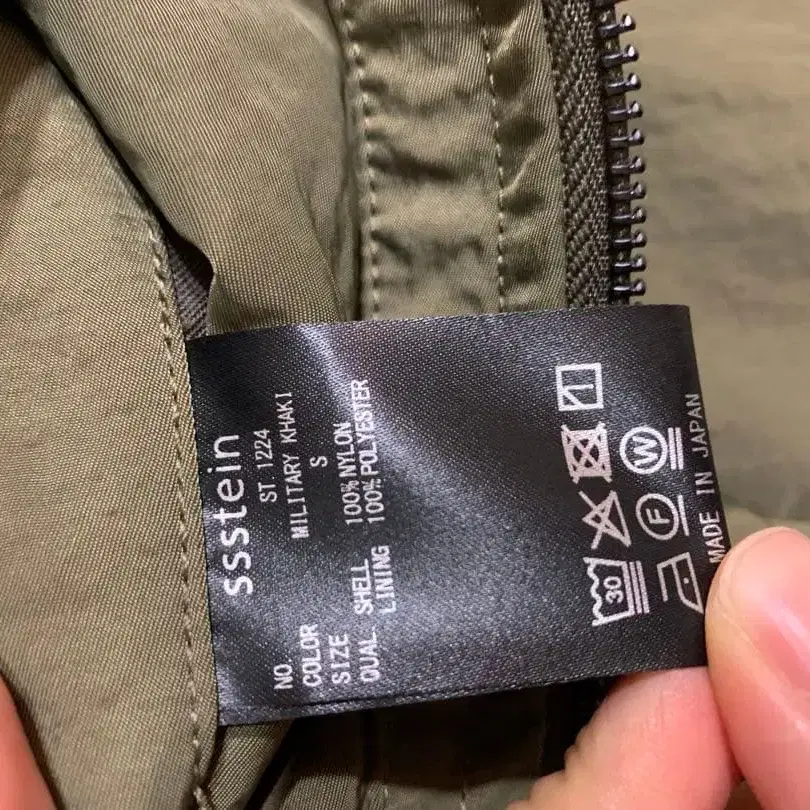 ssstein
NO. ST 1224
COLOR MILITARY KHAKI
SIZE S
QUAL. SHELL 100% NYLON
LINING 100% POLYESTER
30
W
F
MADE IN JAPAN